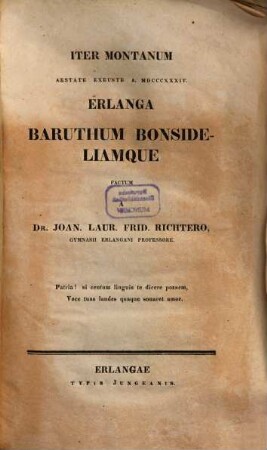 ITER MONTANUM
AESTATE EXEUNTE A. MDCCCXXXIV.
ERLANGA
BARUTHUM BONSIDE-
LIAMQUE
FACTUM
A
DR. JOAN. LAUR. FRID. RICHTERO,
GYMNASII ERLANGANI PROFESSORE.
Patria! si centum linguis te dicere possem,
Voce tuas laudes quaque sonaret amor.
ERLANGAE
TYPIS JUNGEANIS.